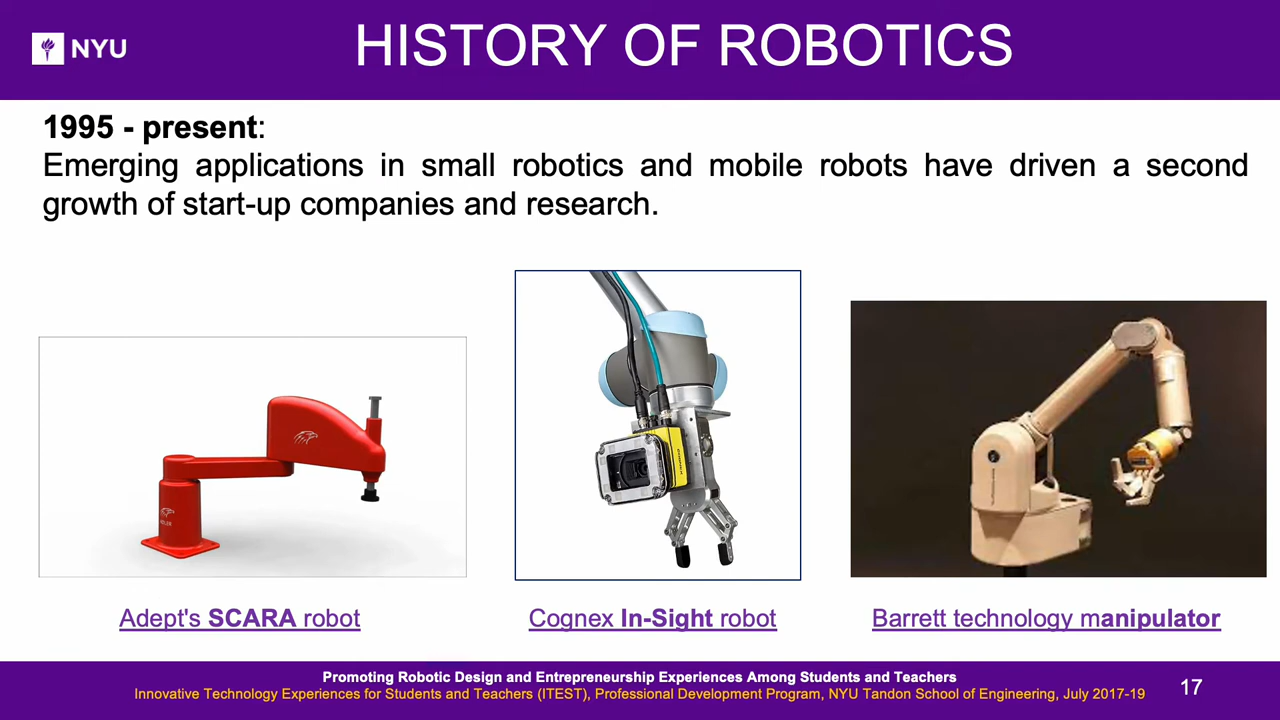 NYU
HISTORY OF ROBOTICS
1995 - present:
Emerging applications in small robotics and mobile robots have driven a second
growth of start-up companies and research.
COGNEX
Adept's SCARA robot
Cognex In-Sight robot
Barrett technology manipulator
Promoting Robotic Design and Entrepreneurship Experiences Among Students and Teachers
Innovative Technology Experiences for Students and Teachers (ITEST), Professional Development Program, NYU Tandon School of Engineering, July 2017-19
17